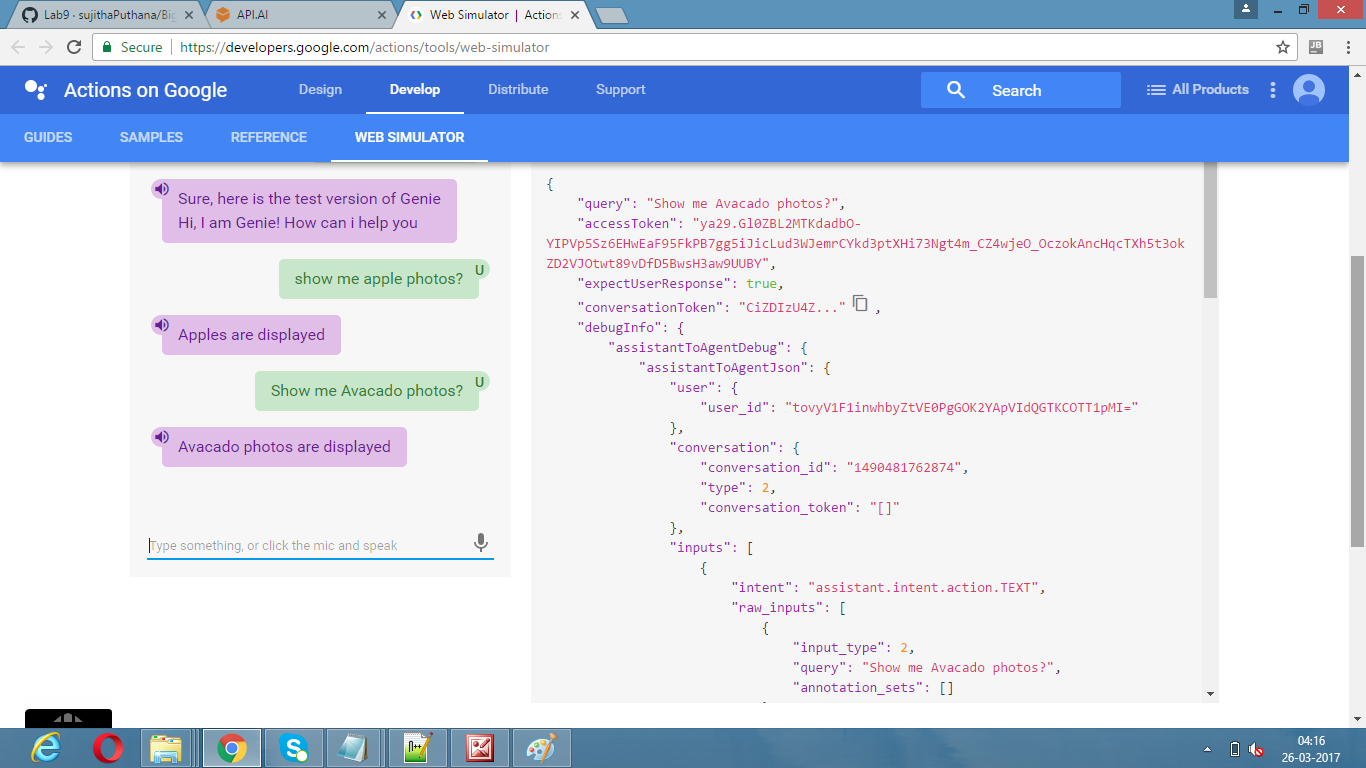 Lab9 · sujithaPuthana/Big
API.AI
Web Simulator | Actions
Secure
https://developers.google.com/actions/tools/web-simulator
JB
Actions on Google
Design
Develop
Distribute
Support
Search
All Products
GUIDES
SAMPLES
REFERENCE
WEB SIMULATOR
Sure, here is the test version of Genie
Hi, I am Genie! How can i help you
show me apple photos?
U
Apples are displayed
Show me Avacado photos?
U
Avacado photos are displayed
Type something, or click the mic and speak
{
"query": "Show me Avacado photos?",
"accessToken": "ya29.Gl0ZBL2MTKdadbO-
YIPVp5Sz6EHwEaF95FkPB7gg5iJicLud3WJemrCYkd3ptXHi73Ngt4m_CZ4wjeO_OczokAncHqcTXh5t3ok
ZD2VJOtwt89vDfD5BwsH3aw9UUBY",
"expectUserResponse": true,
"conversationToken": "CiZDIzU4Z..." ,
"debugInfo": {
"assistantToAgentDebug": {
"assistantToAgentJson": {
"user": {
"user_id": "tovyV1F1inwhbyZtVE0PgGOK2YApVIdQGTKCOTT1pMI="
},
"conversation": {
"conversation_id": "1490481762874",
"type": 2,
"conversation_token": "[]"
},
"inputs": [
{
"intent": "assistant.intent.action.TEXT",
"raw_inputs": [
{
"input_type": 2,
"query": "Show me Avacado photos?",
"annotation_sets": []
04:16
26-03-2017